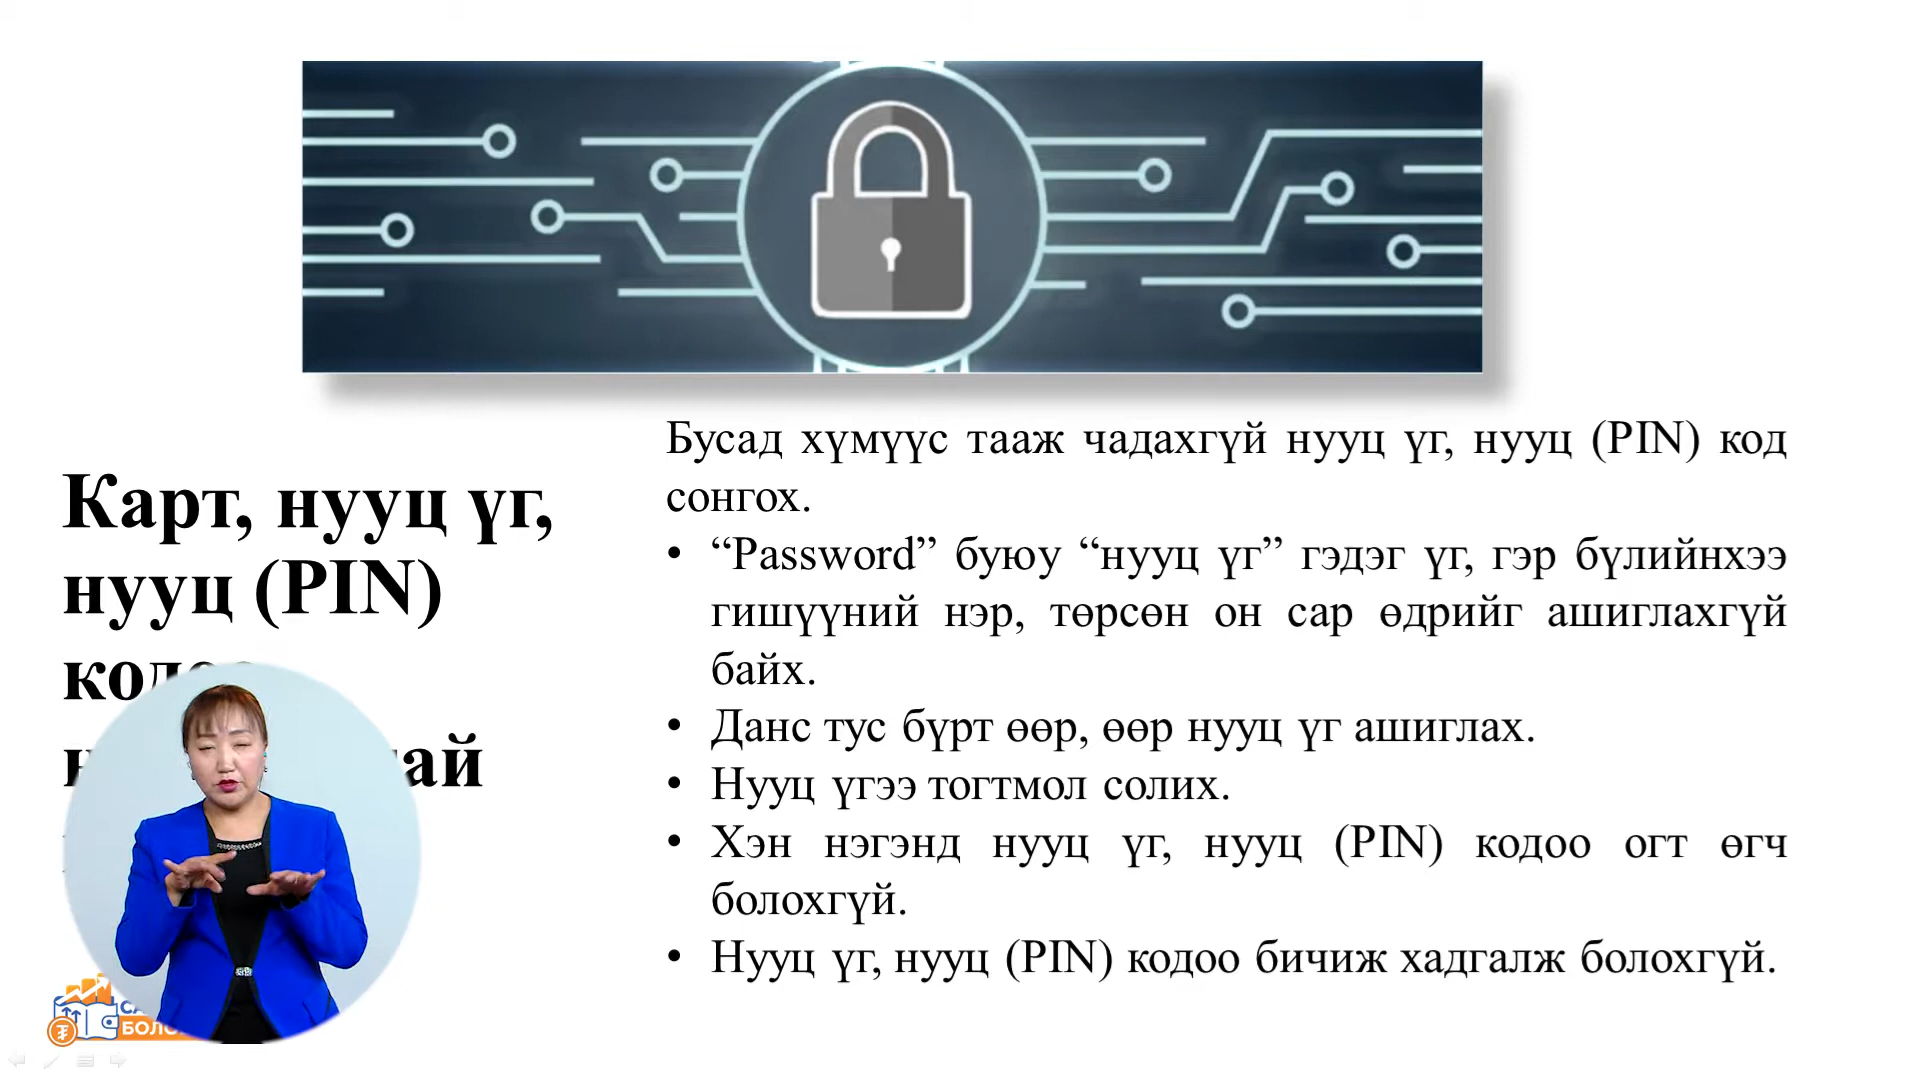 Карт, нууц үг,
нууц (PIN)
Бусад хүмүүс тааж чадахгүй нууц үг, нууц (PIN) код
сонгох.
• “Password” буюу “нууц үг” гэдэг үг, гэр бүлийнхээ
гишүүний нэр, төрсөн он сар өдрийг ашиглахгүй
байх.
• Данс тус бүрт өөр, өөр нууц үг ашиглах.
• Нууц үгээ тогтмол солих.
• Хэн нэгэнд нууц үг, нууц (PIN) кодоо огт өгч
болохгүй.
• Нууц үг, нууц (PIN) кодоо бичиж хадгалж болохгүй.